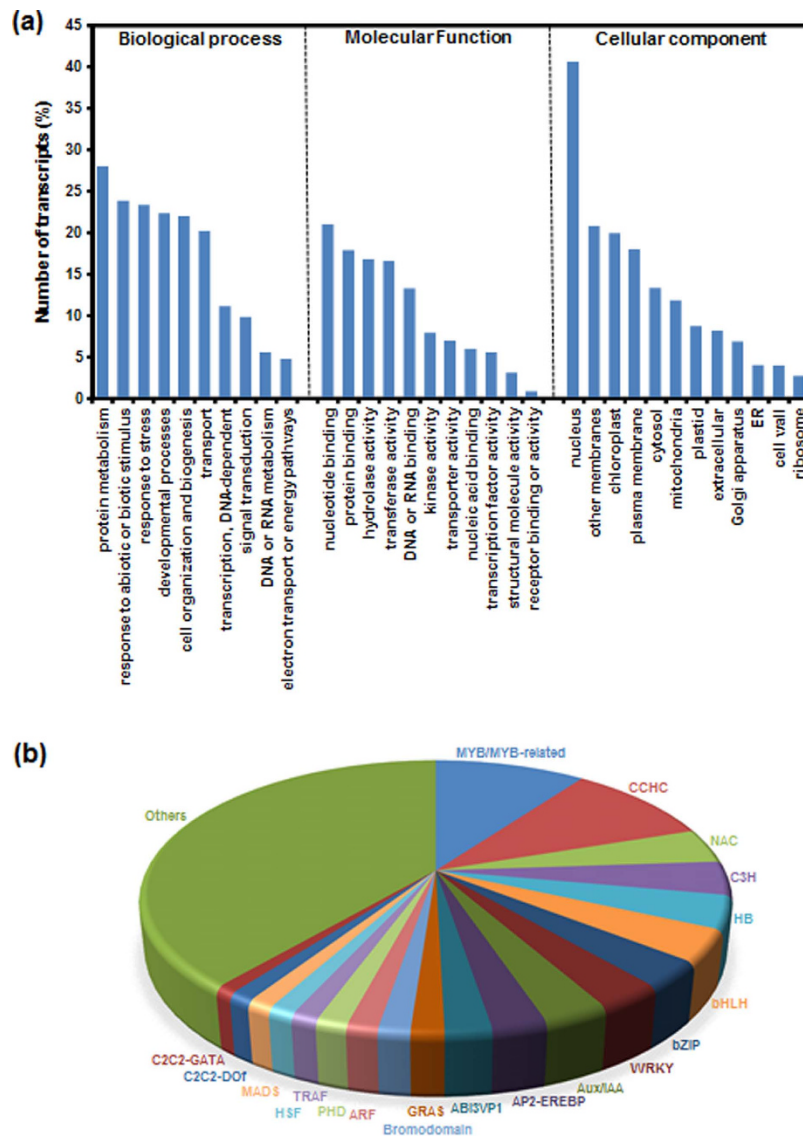 (a)
Biological process
Molecular Function
Cellular component
Number of transcripts (%)
45
40
35
30
25
20
15
10
5
0
protein metabolism
response to abiotic or biotic stimulus
response to stress
developmental processes
cell organization and biogenesis
transport
transcription, DNA-dependent
signal transduction
DNA or RNA metabolism
electron transport or energy pathways
nucleotide binding
protein binding
hydrolase activity
transferase activity
DNA or RNA binding
kinase activity
transporter activity
nucleic acid binding
transcription factor activity
structural molecule activity
receptor binding or activity
nucleus
other membranes
chloroplast
plasma membrane
cytosol
mitochondria
plastid
extracellular
Golgi apparatus
ER
cell wall
ribosome
(b)
MYB/MYB-related
CCHC
NAC
C3H
HB
bHLH
bZIP
WRKY
Aux/IAA
AP2-EREBP
ABI3VP1
GRAS
Bromodomain
ARF
PHD
TRAF
HSF
MADS
C2C2-DOf
C2C2-GATA
Others